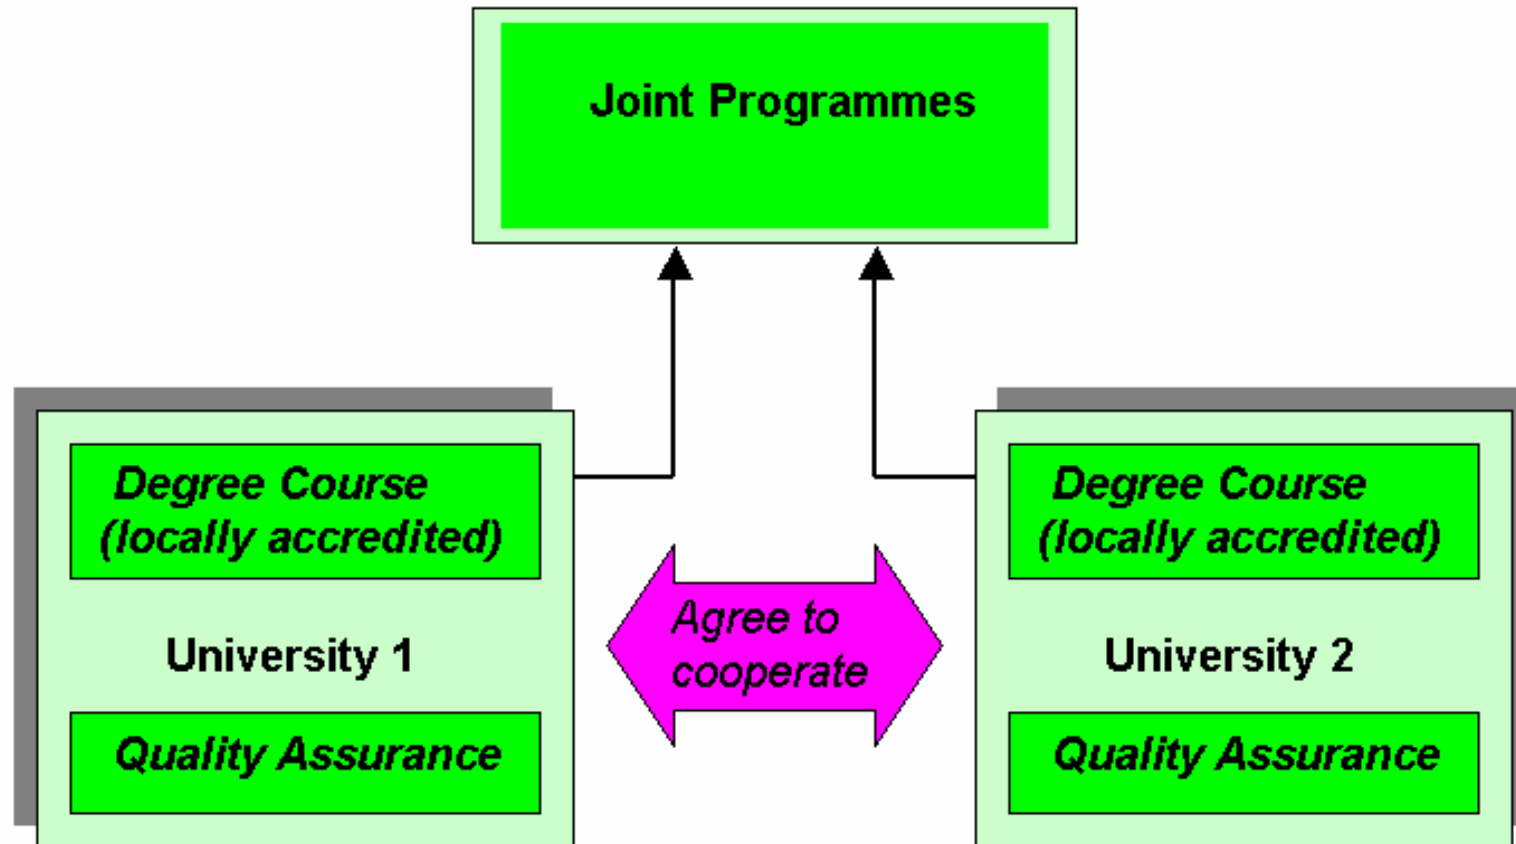 Joint Programmes
Degree Course
(locally accredited)
University 1
Quality Assurance
Agree to
cooperate
Degree Course
(locally accredited)
University 2
Quality Assurance